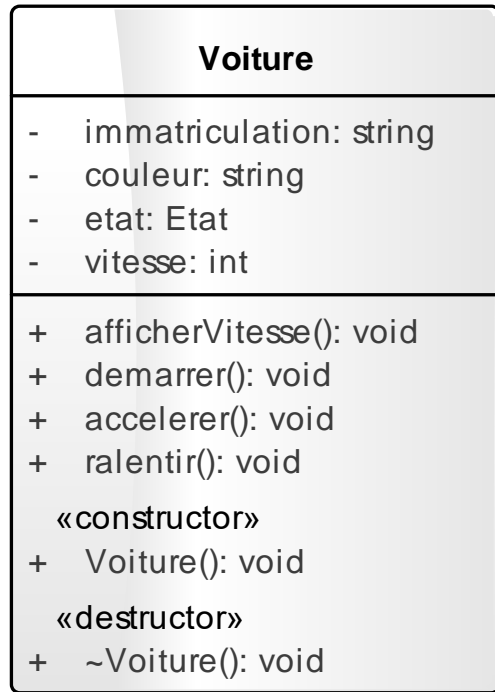 Voiture
- immatriculation: string
- couleur: string
- etat: Etat
- vitesse: int
+ afficherVitesse(): void
+ demarrer(): void
+ accelerer(): void
+ ralentir(): void
«constructor»
+ Voiture(): void
«destructor»
+ ~Voiture(): void